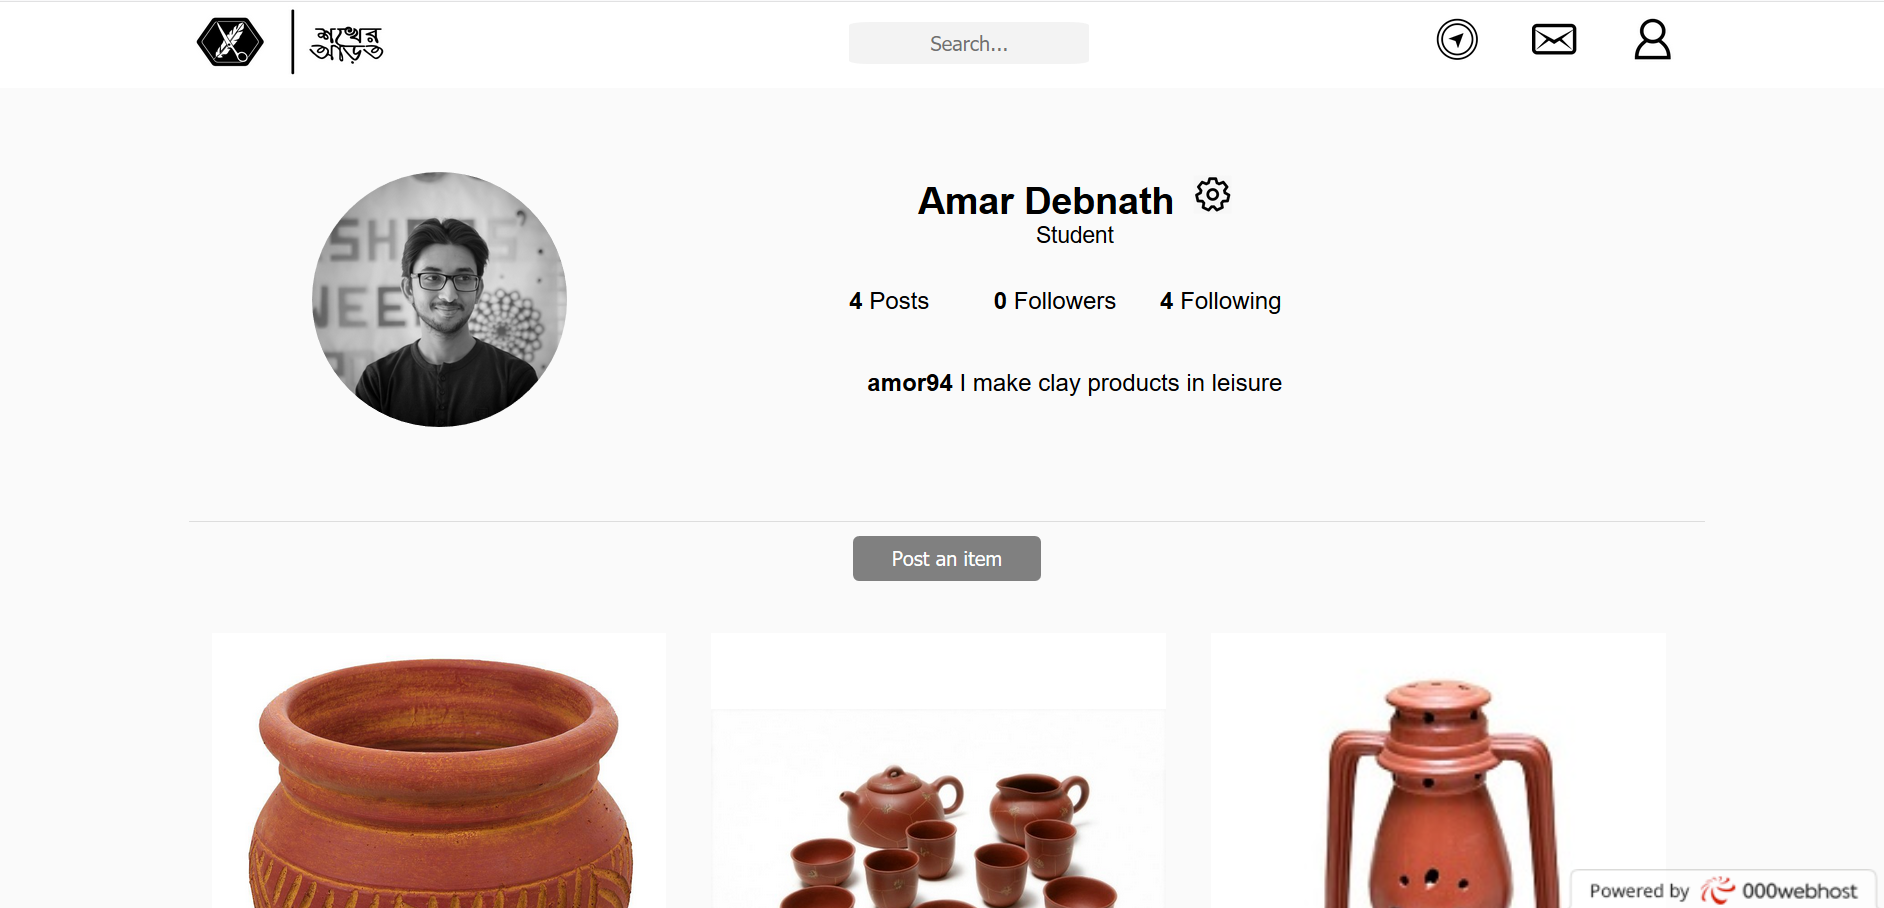 শখের
আড়ত
Search...
Amar Debnath
Student
4 Posts 0 Followers 4 Following
amor94 I make clay products in leisure
Post an item
Powered by 000webhost